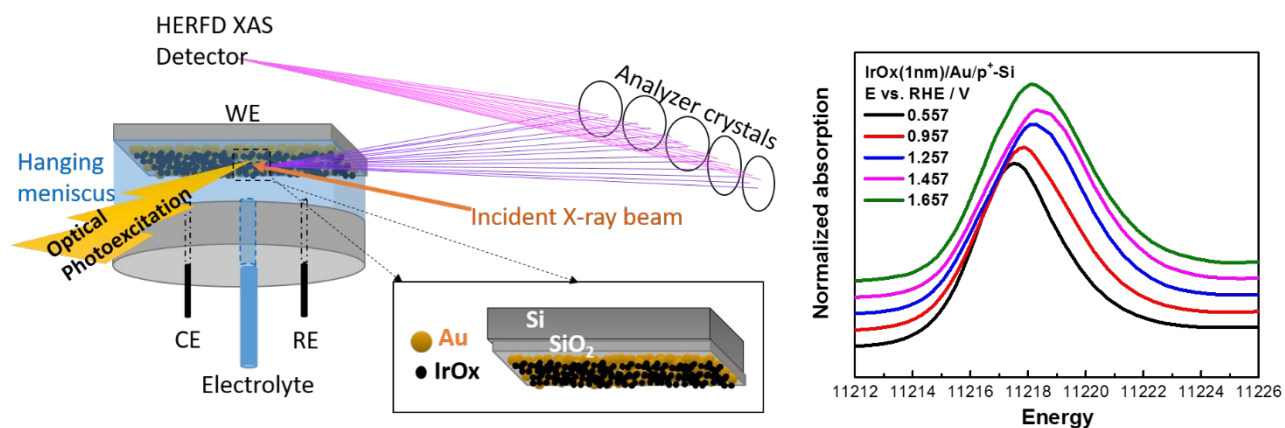 HERFD XAS
Detector
Analyzer crystals
WE
Hanging
meniscus
Optical
Photoexcitation
Incident X-ray beam
CE
RE
Electrolyte
Si
SiO₂
Au
IrOx
IrOx(1nm)/Au/p⁺-Si
E vs. RHE / V
0.557
0.957
1.257
1.457
1.657
Normalized absorption
11212 11214 11216 11218 11220 11222 11224 11226
Energy